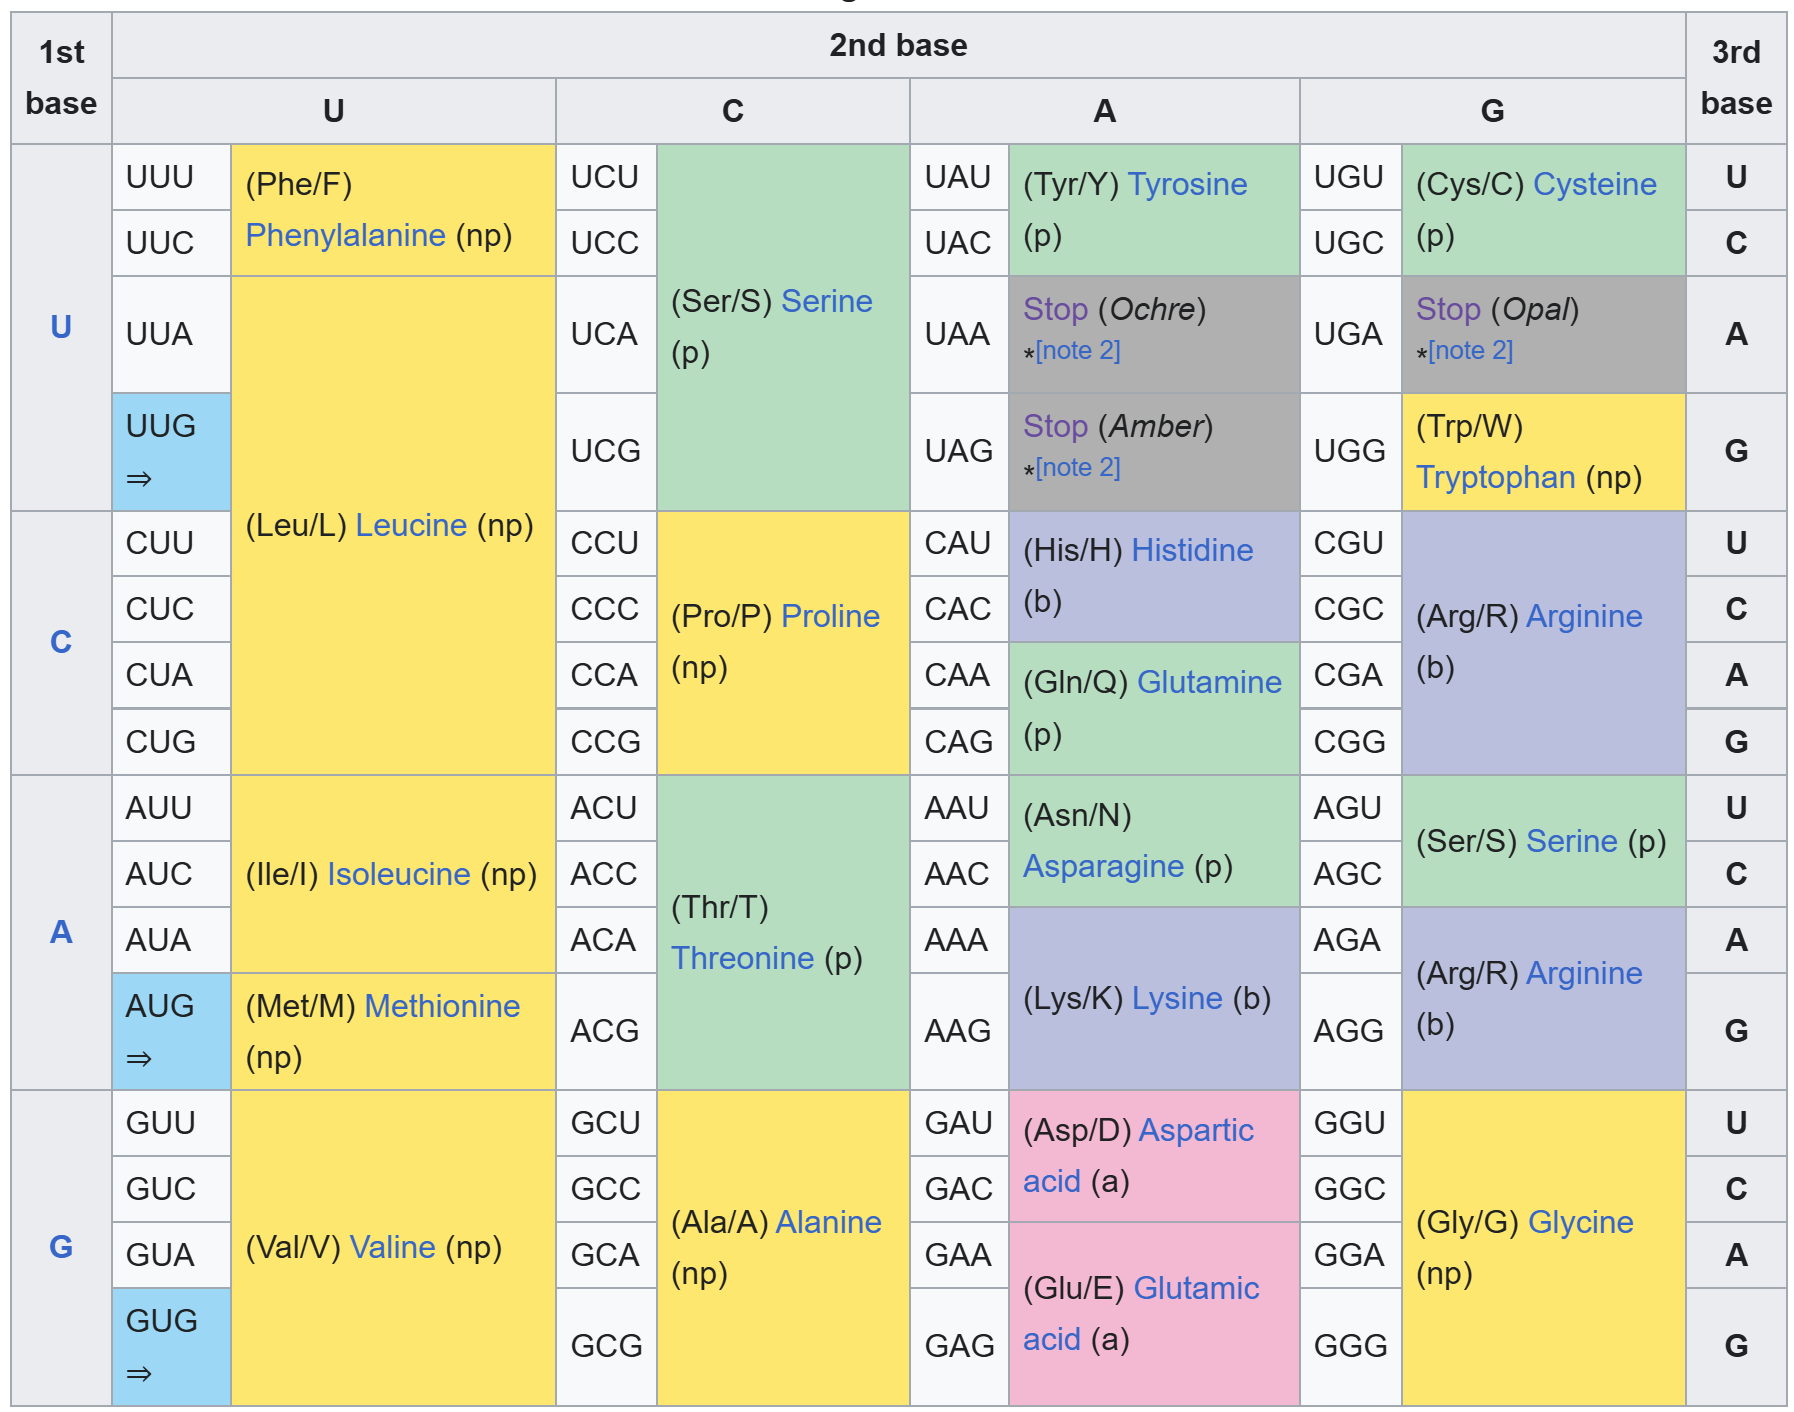 1st base 2nd base 3rd base
U C A G
U UUU (Phe/F) Phenylalanine (np) UCU (Ser/S) Serine (p) UAU (Tyr/Y) Tyrosine (p) UGU (Cys/C) Cysteine (p) U
UUC UCC UAC UGC C
UUA (Leu/L) Leucine (np) UCA UAA Stop (Ochre) *[note 2] UGA Stop (Opal) *[note 2] A
UUG ⇒ UCG UAG Stop (Amber) *[note 2] UGG (Trp/W) Tryptophan (np) G
C CUU CCU (Pro/P) Proline (np) CAU (His/H) Histidine (b) CGU (Arg/R) Arginine (b) U
CUC CCC CAC CGC C
CUA CCA CAA (Gln/Q) Glutamine (p) CGA A
CUG CCG CAG CGG G
A AUU (Ile/I) Isoleucine (np) ACU (Thr/T) Threonine (p) AAU (Asn/N) Asparagine (p) AGU (Ser/S) Serine (p) U
AUC ACC AAC AGC C
AUA ACA AAA (Lys/K) Lysine (b) AGA (Arg/R) Arginine (b) A
AUG ⇒ (Met/M) Methionine (np) ACG AAG AGG G
G GUU (Val/V) Valine (np) GCU (Ala/A) Alanine (np) GAU (Asp/D) Aspartic acid (a) GGU (Gly/G) Glycine (np) U
GUC GCC GAC GGC C
GUA GCA GAA (Glu/E) Glutamic acid (a) GGA A
GUG ⇒ GCG GAG GGG G